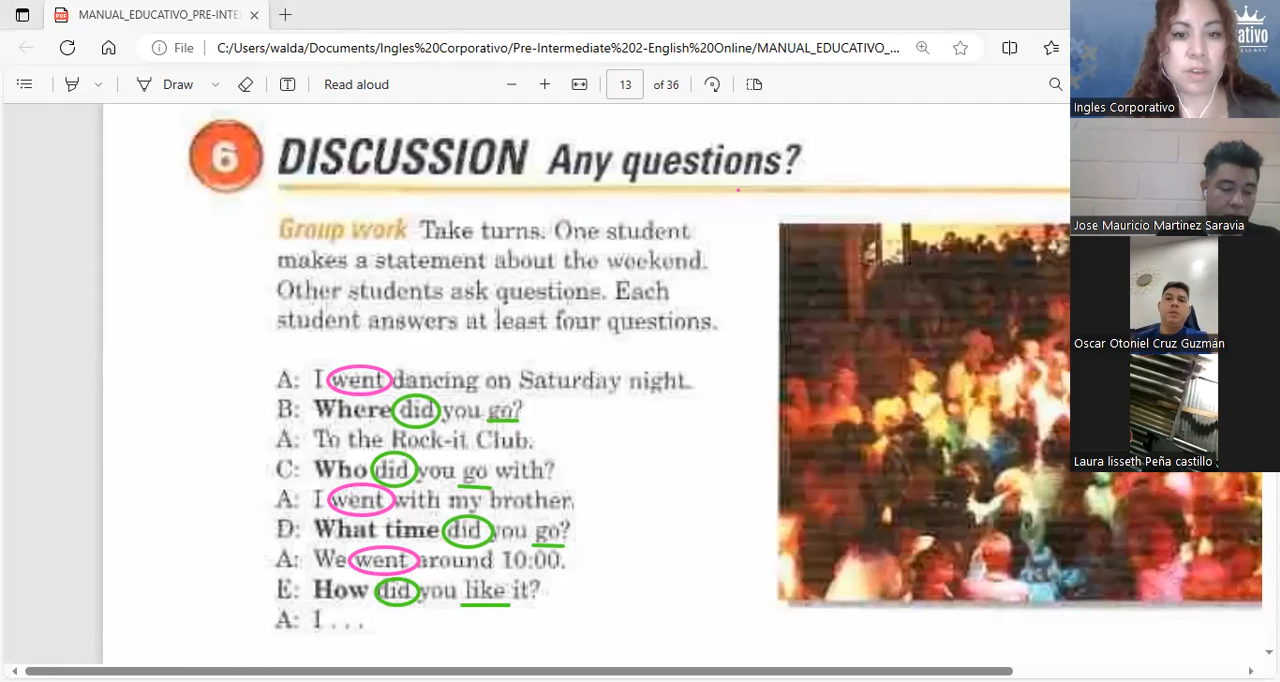 MANUAL_EDUCATIVO_PRE-INTE
File
C:/Users/walda/Documents/Ingles%20Corporativo/Pre-Intermediate%202-English%20Online/MANUAL_EDUCATIVO_...
Draw
Read aloud
13 of 36
6 DISCUSSION Any questions?
Group work Take turns. One student
makes a statement about the weekend.
Other students ask questions. Each
student answers at least four questions.
A: I went dancing on Saturday night.
B: Where did you go?
A: To the Rock-it Club.
C: Who did you go with?
A: I went with my brother.
D: What time did you go?
A: We went around 10:00.
E: How did you like it?
A: I . . .
ativo
Ingles Corporativo
Jose Mauricio Martinez Saravia
Oscar Otoniel Cruz Guzmán
Laura lisseth Peña castillo